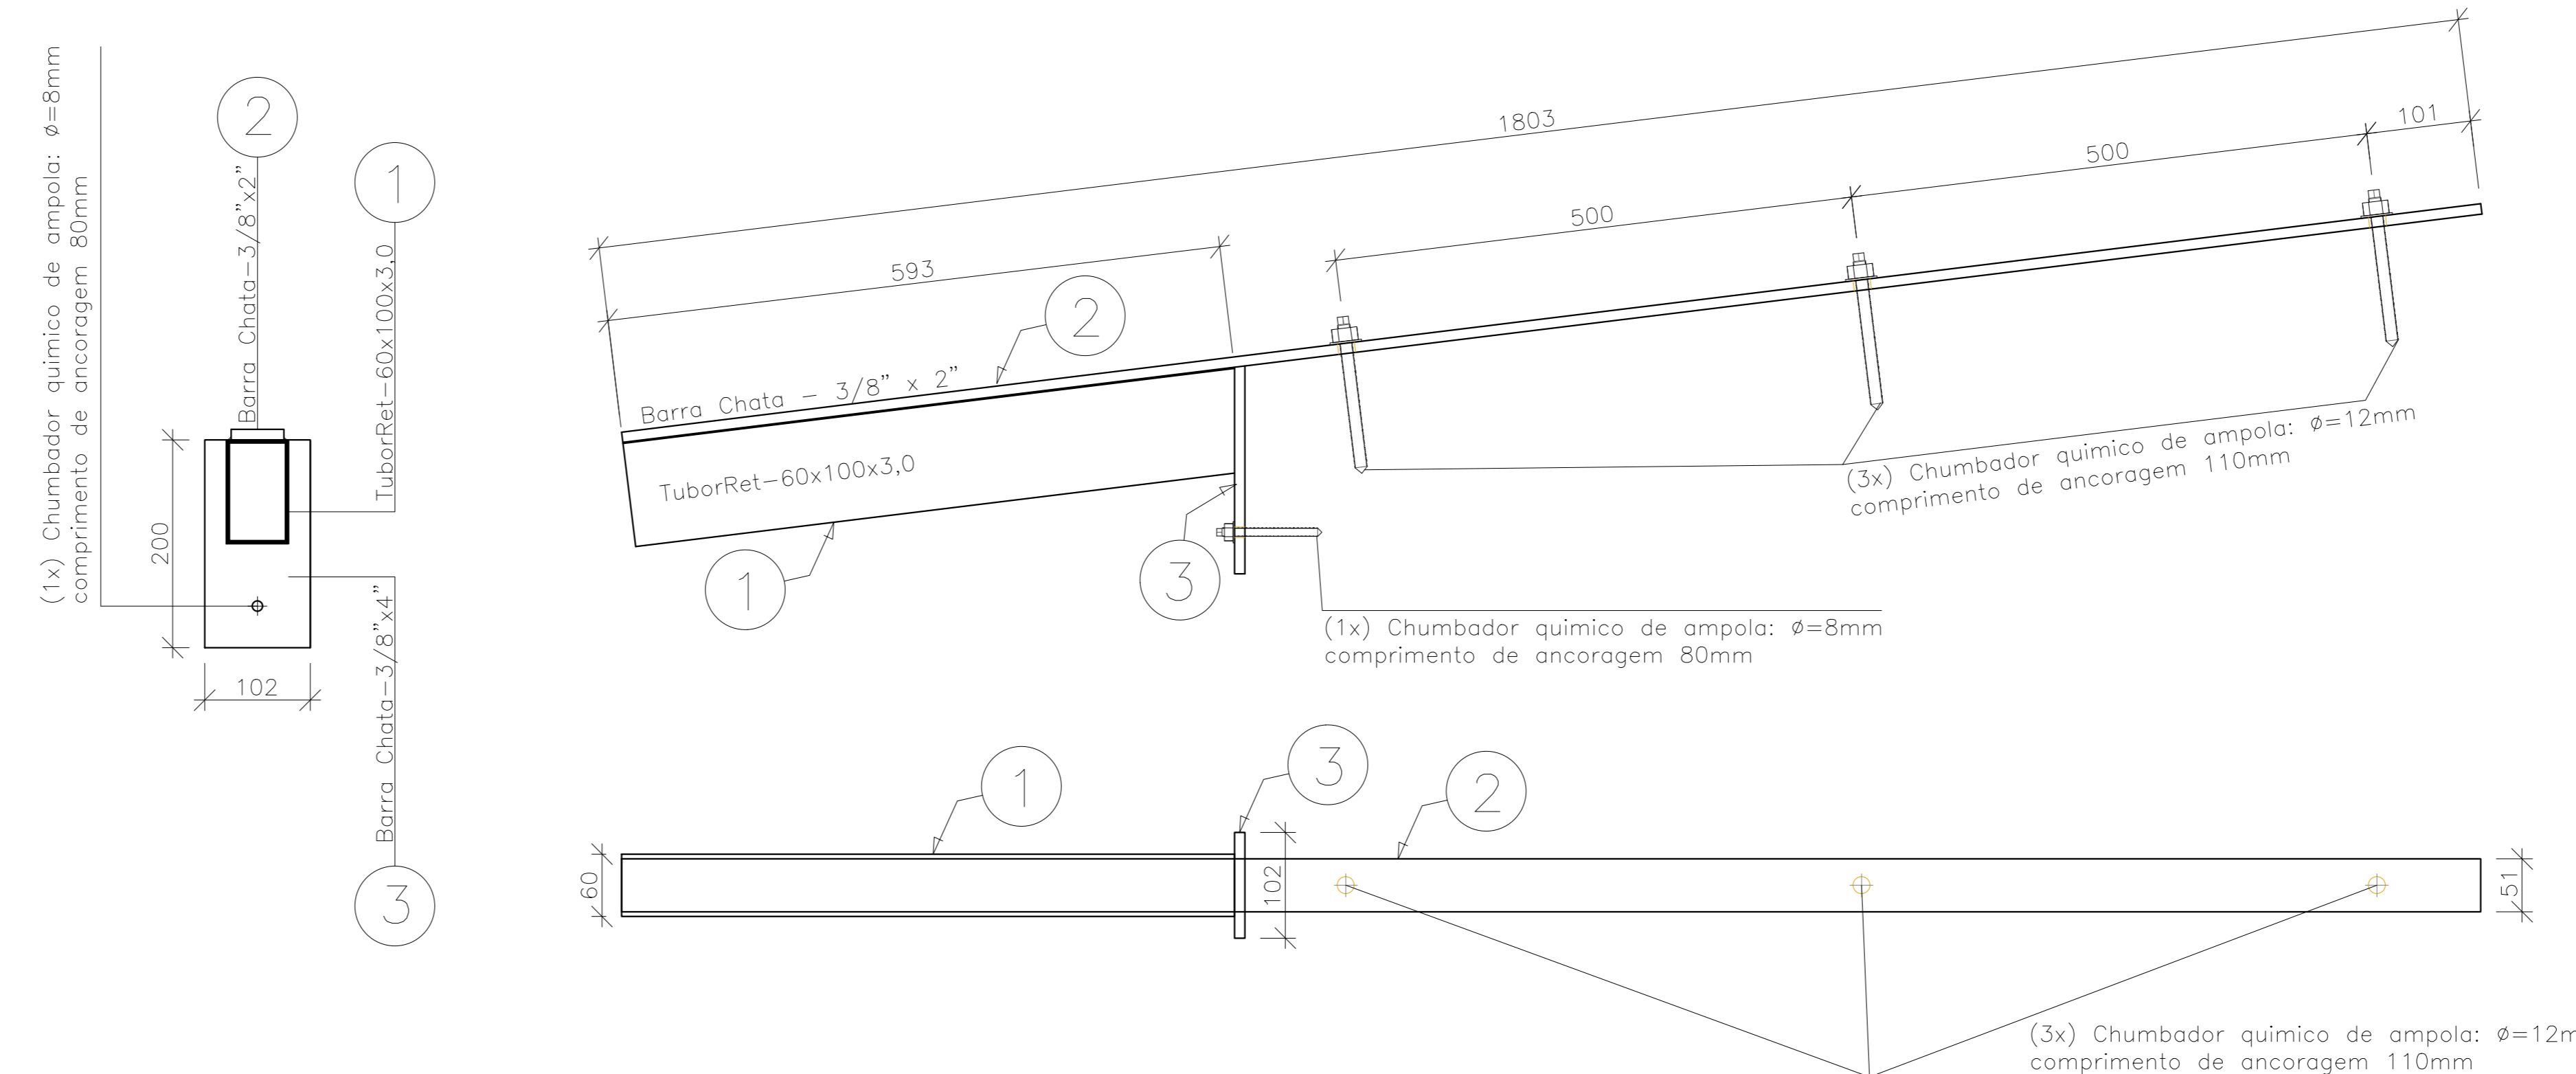 (1x) Chumbador quimico de ampola: ø=8mm
comprimento de ancoragem 80mm
2
Barra Chata-3/8"x2"
1
TuborRet-60x100x3,0
200
102
Barra Chata-3/8"x4"
3
1803
593
500
500
101
2
Barra Chata - 3/8" x 2"
TuborRet-60x100x3,0
1
3
(3x) Chumbador quimico de ampola: ø=12mm
comprimento de ancoragem 110mm
(1x) Chumbador quimico de ampola: ø=8mm
comprimento de ancoragem 80mm
1
3
2
60
102
51
(3x) Chumbador quimico de ampola: ø=12m
comprimento de ancoragem 110mm